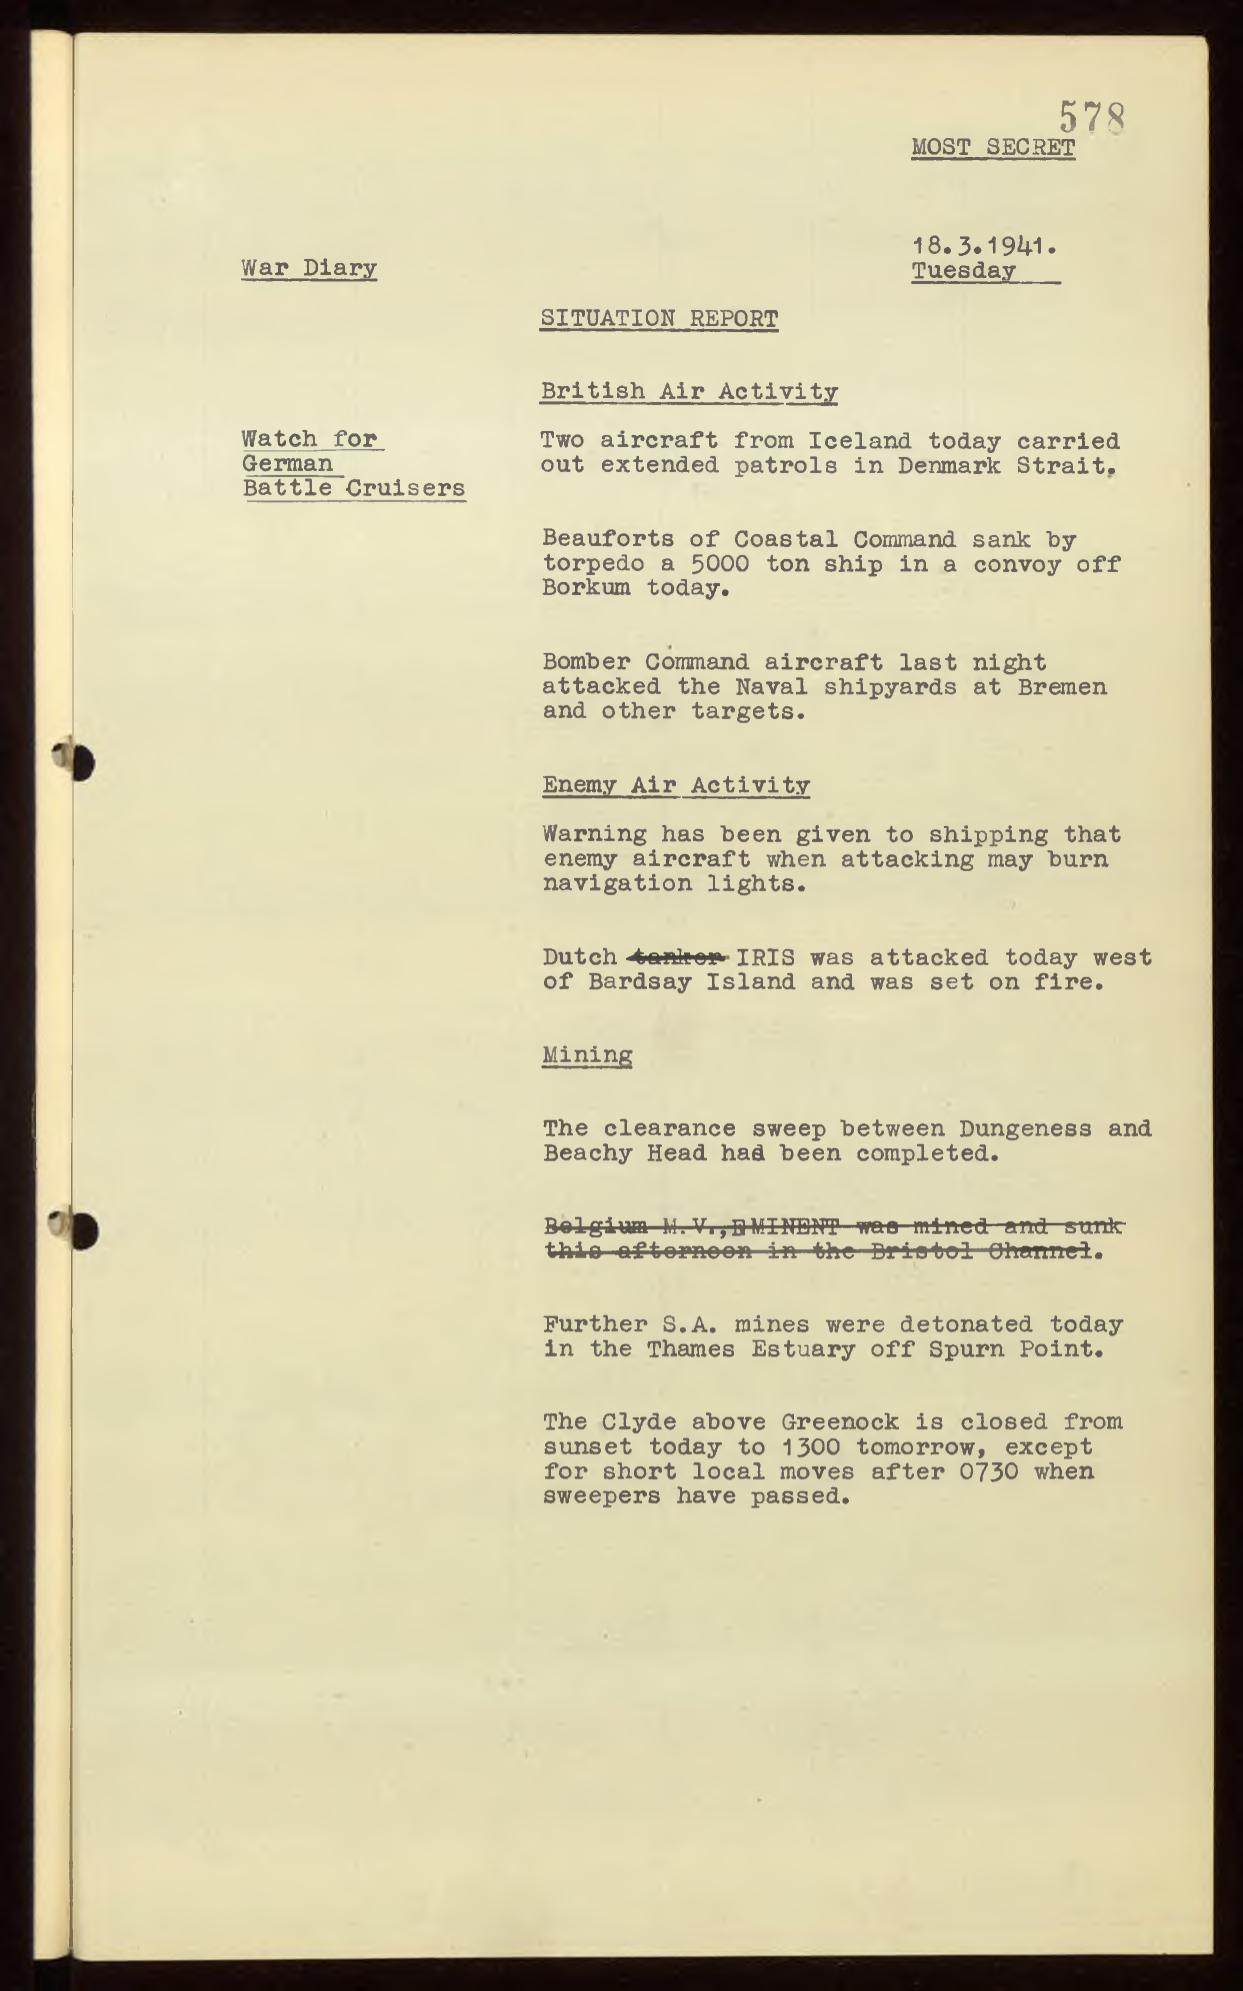 578
MOST SECRET
18.3.1941.
War Diary
Tuesday
SITUATION REPORT
British Air Activity
Watch for
German
Battle Cruisers
Two aircraft from Iceland today carried
out extended patrols in Denmark Strait.
Beauforts of Coastal Command sank by
torpedo a 5000 ton ship in a convoy off
Borkum today.
Bomber Command aircraft last night
attacked the Naval shipyards at Bremen
and other targets.
Enemy Air Activity
Warning has been given to shipping that
enemy aircraft when attacking may burn
navigation lights.
Dutch tanker IRIS was attacked today west
of Bardsay Island and was set on fire.
Mining
The clearance sweep between Dungeness and
Beachy Head had been completed.
Belgium M.V.,EMINENT was mined and sunk
this afternoon in the Bristol Channel.
Further S.A. mines were detonated today
in the Thames Estuary off Spurn Point.
The Clyde above Greenock is closed from
sunset today to 1300 tomorrow, except
for short local moves after 0730 when
sweepers have passed.